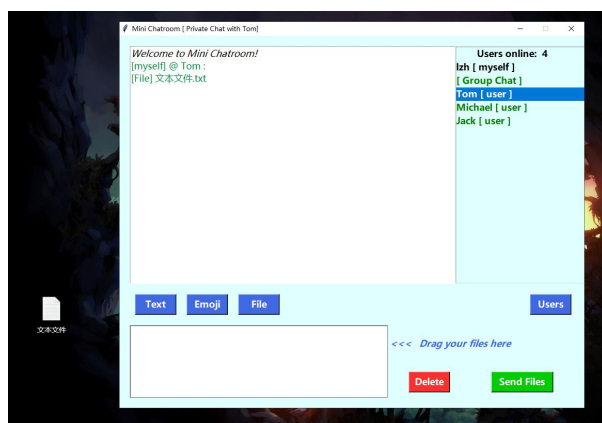 Mini Chatroom [ Private Chat with Tom]
Welcome to Mini Chatroom!
[myself] @ Tom :
[File] 文本文件.txt
Users online: 4
lzh [ myself ]
[ Group Chat ]
Tom [ user ]
Michael [ user ]
Jack [ user ]
Text Emoji File Users
文本文件
<<< Drag your files here
Delete Send Files